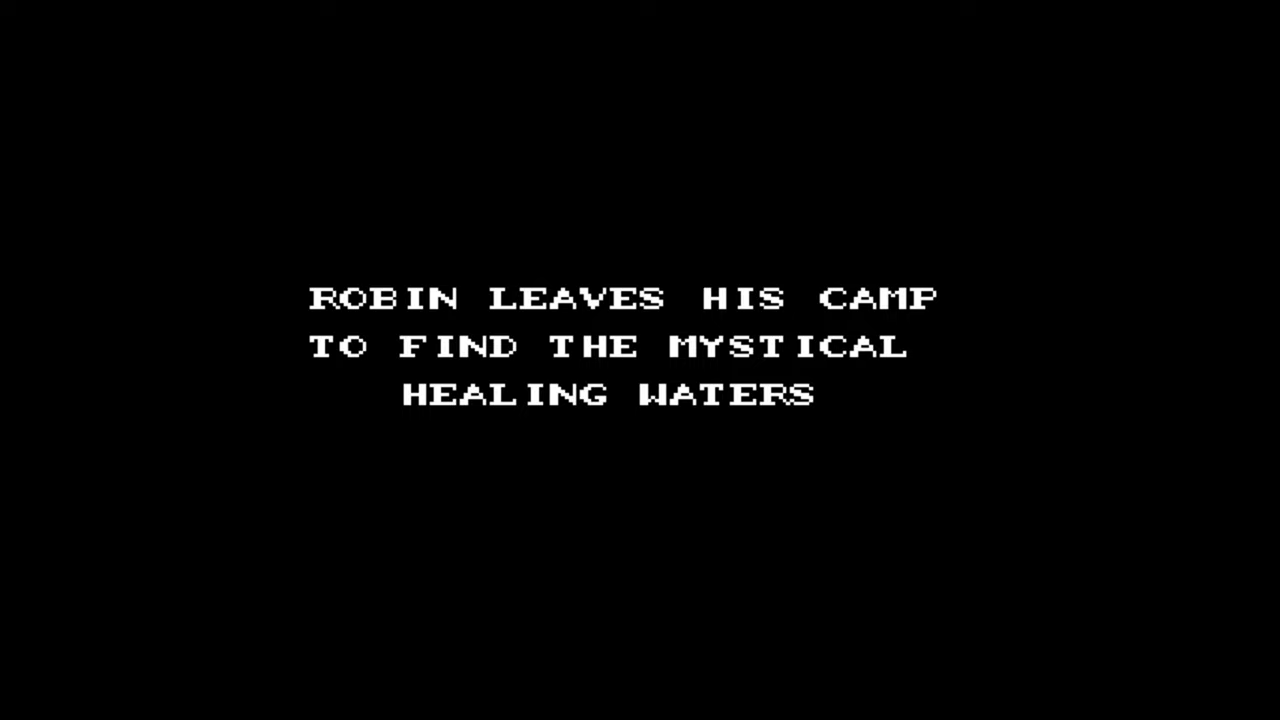 ROBIN LEAVES HIS CAMP
TO FIND THE MYSTICAL
HEALING WATERS